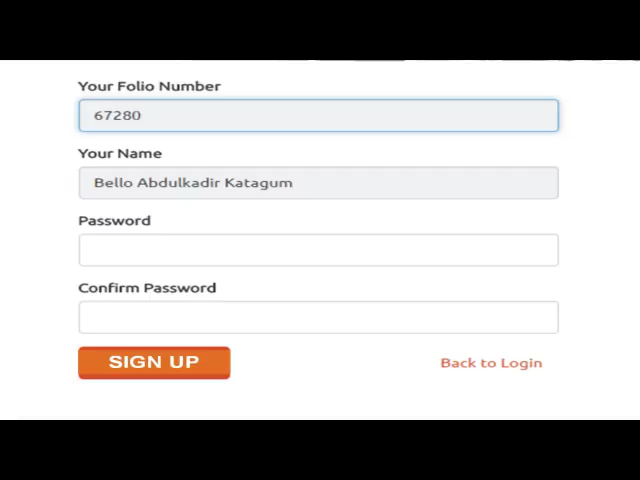 Your Folio Number
67280
Your Name
Bello Abdulkadir Katagum
Password
Confirm Password
SIGN UP
Back to Login